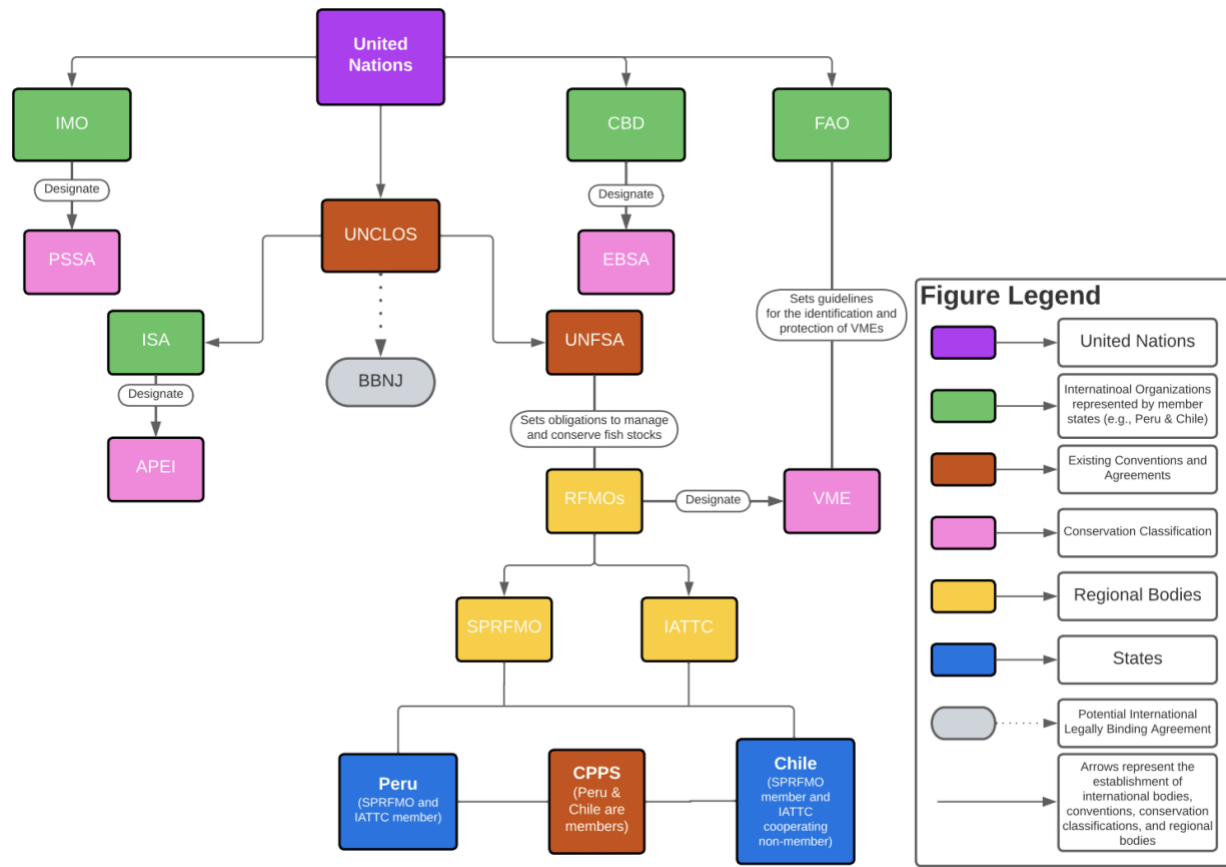 United
Nations
IMO
CBD
FAO
Designate
Designate
UNCLOS
PSSA
EBSA
Sets guidelines
for the identification and
protection of VMEs
ISA
UNFSA
BBNJ
Designate
Sets obligations to manage
and conserve fish stocks
APEI
RFMOs
Designate
VME
SPRFMO
IATTC
Peru
(SPRFMO and
IATTC member)
CPPS
(Peru &
Chile are
members)
Chile
(SPRFMO
member and
IATTC
cooperating
non-member)
Figure Legend
United Nations
Internatinoal Organizations
represented by member
states (e.g., Peru & Chile)
Existing Conventions and
Agreements
Conservation Classification
Regional Bodies
States
Potential International
Legally Binding Agreement
Arrows represent the
establishment of
international bodies,
conventions, conservation
classifications, and regional
bodies